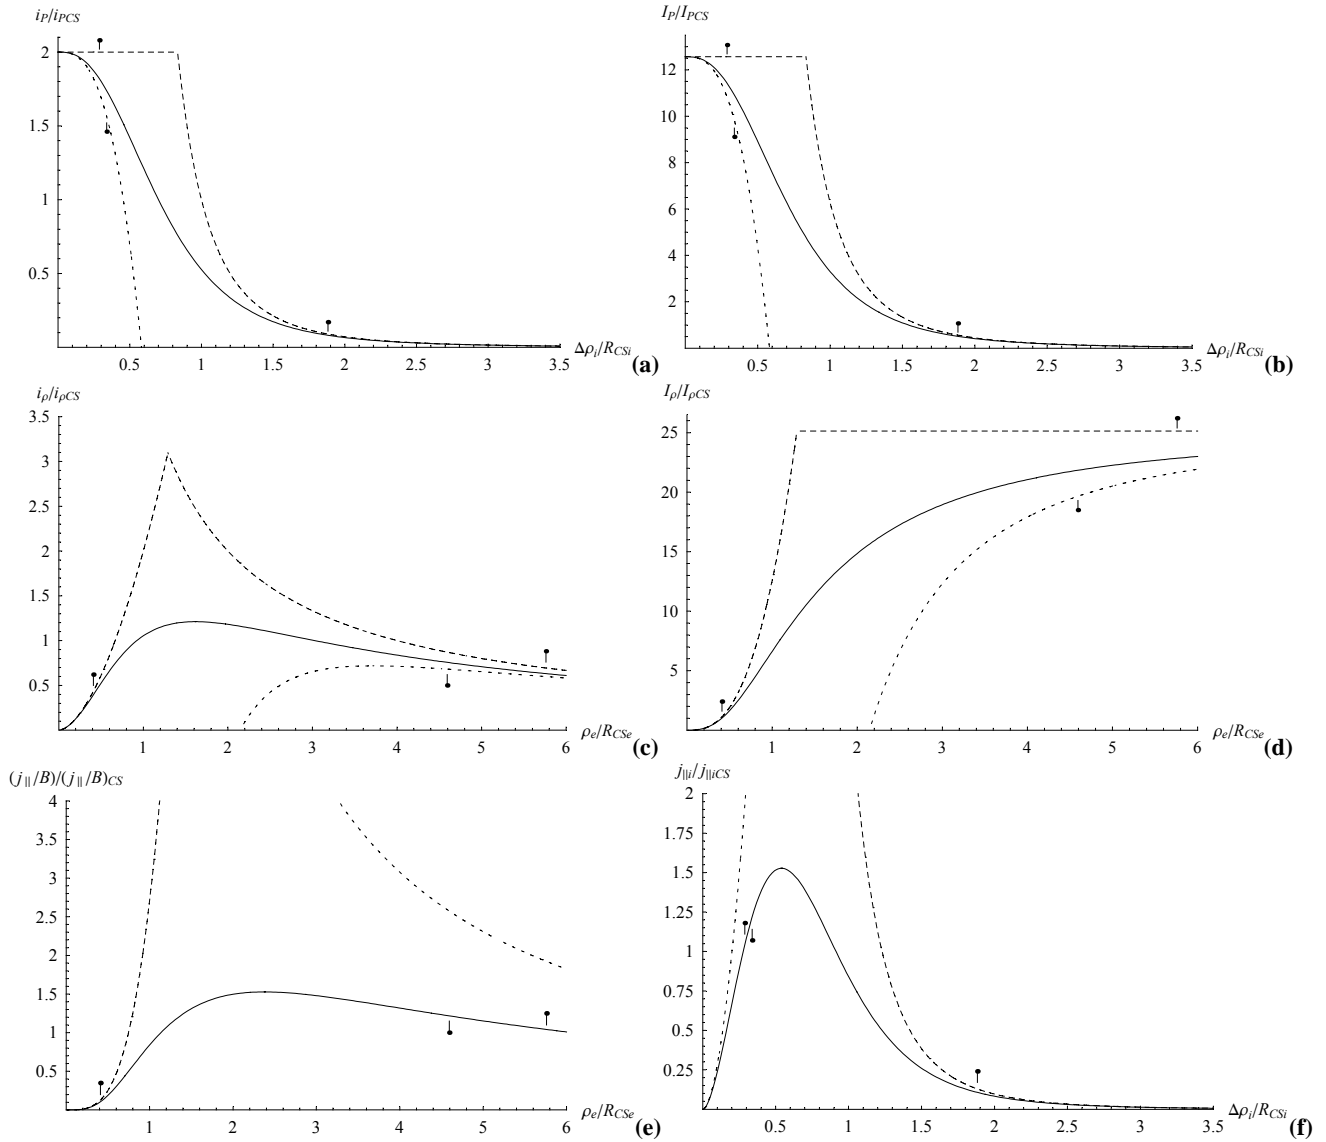 i_P/i_PCS
2
1.5
1
0.5
0.5 1 1.5 2 2.5 3 3.5
Δρ_i/R_CSi
(a)
I_P/I_PCS
12
10
8
6
4
2
0.5 1 1.5 2 2.5 3 3.5
Δρ_i/R_CSi
(b)
i_ρ/i_ρCS
3.5
3
2.5
2
1.5
1
0.5
1 2 3 4 5 6
ρ_e/R_CSe
(c)
I_ρ/I_ρCS
25
20
15
10
5
1 2 3 4 5 6
ρ_e/R_CSe
(d)
(j_||/B)/(j_||/B)_CS
4
3.5
3
2.5
2
1.5
1
0.5
1 2 3 4 5 6
ρ_e/R_CSe
(e)
j_||i/j_||iCS
2
1.75
1.5
1.25
1
0.75
0.5
0.25
0.5 1 1.5 2 2.5 3 3.5
Δρ_i/R_CSi
(f)